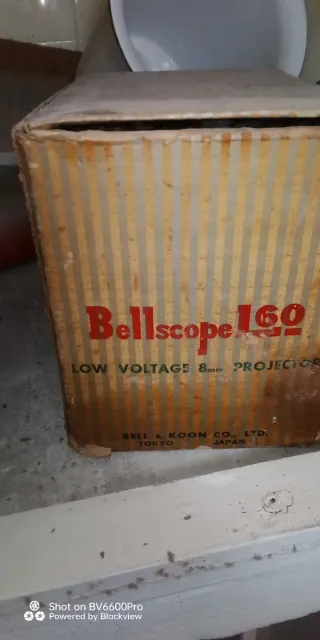 Bellscope 160
LOW VOLTAGE 8mm PROJECTOR
BELL & KOON CO., LTD.
TOKYO JAPAN
Shot on BV6600Pro
Powered by Blackview